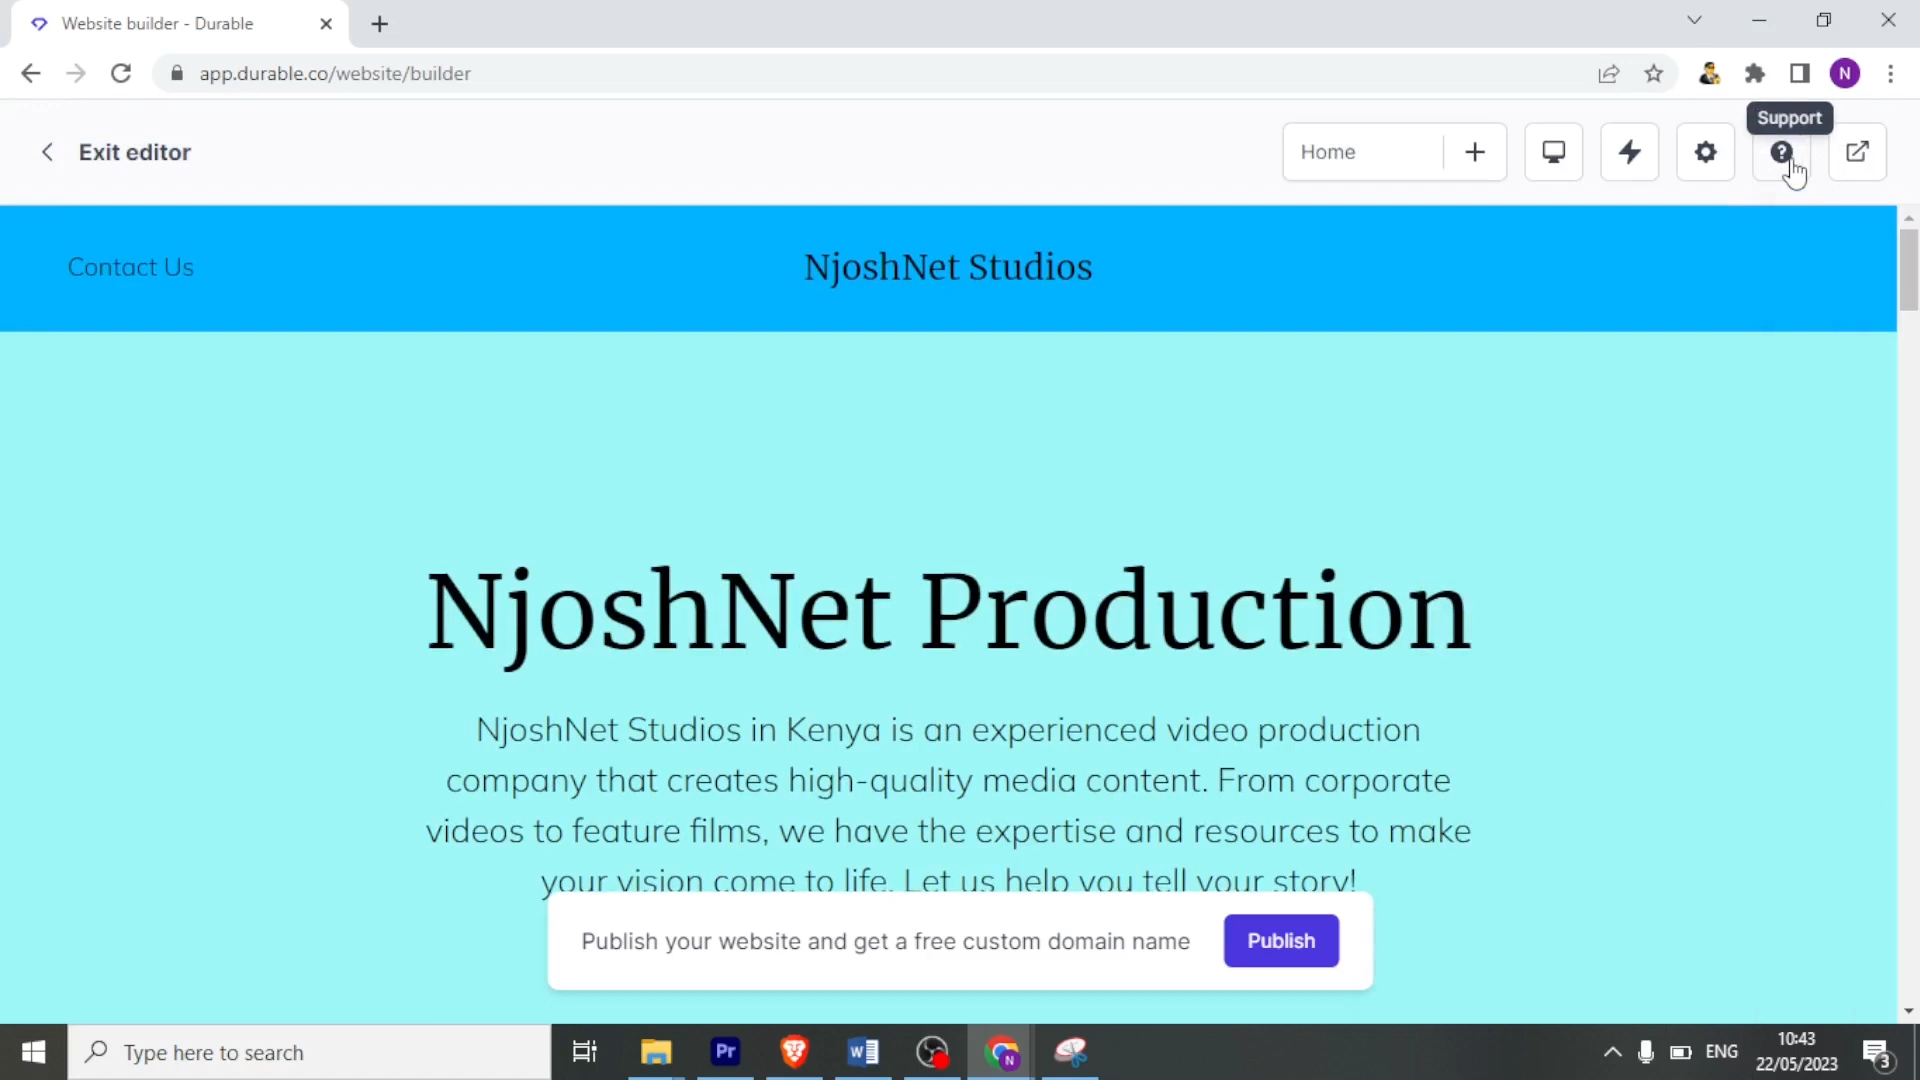 Website builder - Durable
app.durable.co/website/builder
N
Support
Exit editor
Home
Contact Us
NjoshNet Studios
NjoshNet Production
NjoshNet Studios in Kenya is an experienced video production
company that creates high-quality media content. From corporate
videos to feature films, we have the expertise and resources to make
your vision come to life. Let us help you tell your story!
Publish your website and get a free custom domain name
Publish
Type here to search
Pr
W
N
ENG
10:43
22/05/2023
3